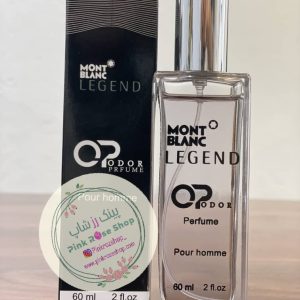 MONT
BLANC
LEGEND
OP ODOR
PRFUME
Pour homme
پینک رز شاپ
Pink Rose Shop
60 ml 2 fl.oz
MONT
BLANC
LEGEND
OP ODOR
Perfume
Pour homme
60 ml 2 fl.oz